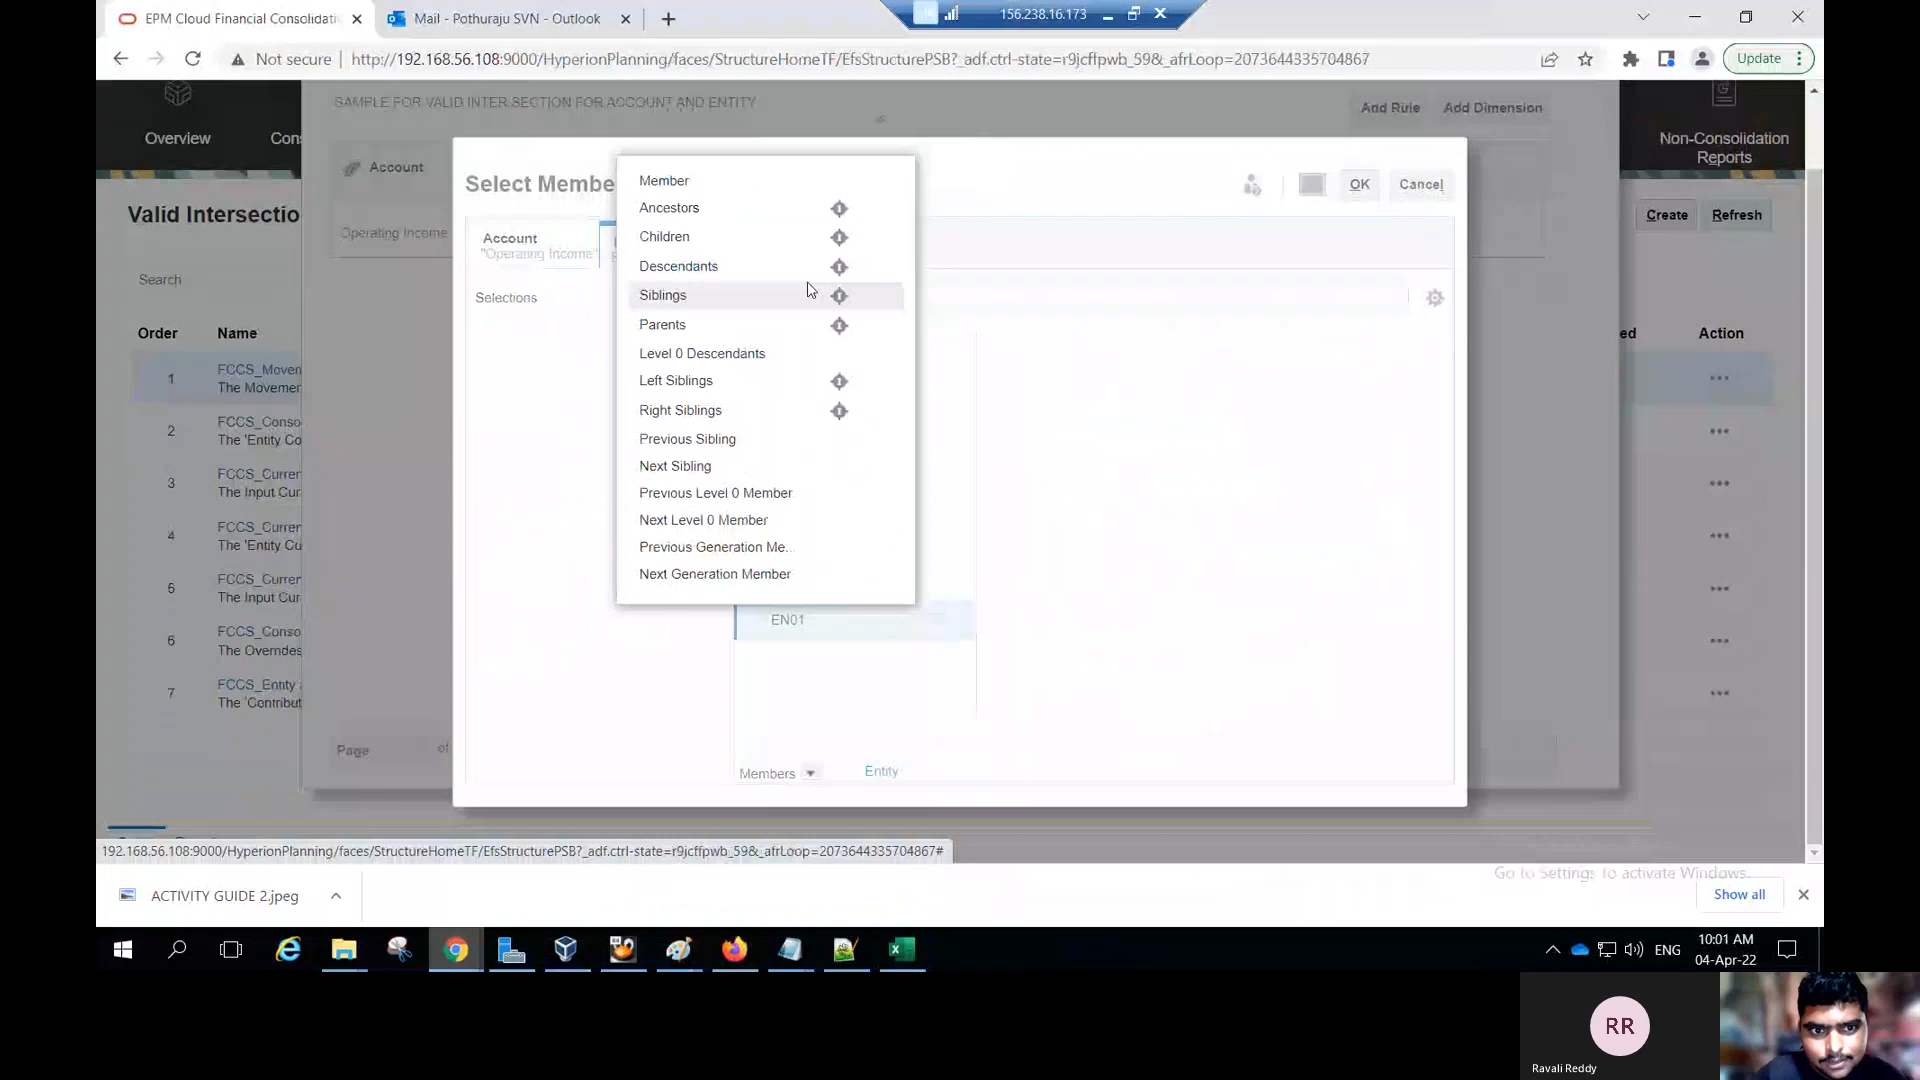 EPM Cloud Financial Consolidati
Mail - Pothuraju SVN - Outlook
156.238.16.173
Not secure
http://192.168.56.108:9000/HyperionPlanning/faces/StructureHomeTF/EfsStructurePSB?_adf.ctrl-state=r9jcffpwb_59&_afrLoop=2073644335704867
Update
SAMPLE FOR VALID INTER SECTION FOR ACCOUNT AND ENTITY
Add Rule
Add Dimension
Overview
Con
Non-Consolidation
Reports
Account
Operating Income
Valid Intersectio
Create
Refresh
Search
Order
Name
ed
Action
1
FCCS_Movem
The Movemen
2
FCCS_Conso
The 'Entity Co
3
FCCS_Curren
The Input Cur
4
FCCS_Curren
The 'Entity Cu
5
FCCS_Curren
The Input Cur
6
FCCS_Conso
The Overrides
7
FCCS_Entity a
The 'Contribut
Page
of
Select Membe
OK
Cancel
Account
"Operating Income"
Selections
Member
Ancestors
Children
Descendants
Siblings
Parents
Level 0 Descendants
Left Siblings
Right Siblings
Previous Sibling
Next Sibling
Previous Level 0 Member
Next Level 0 Member
Previous Generation Me...
Next Generation Member
EN01
Members
Entity
192.168.56.108:9000/HyperionPlanning/faces/StructureHomeTF/EfsStructurePSB?_adf.ctrl-state=r9jcffpwb_59&_afrLoop=2073644335704867#
Go to Settings to activate Windows.
ACTIVITY GUIDE 2.jpeg
Show all
ENG
10:01 AM
04-Apr-22
RR
Ravali Reddy